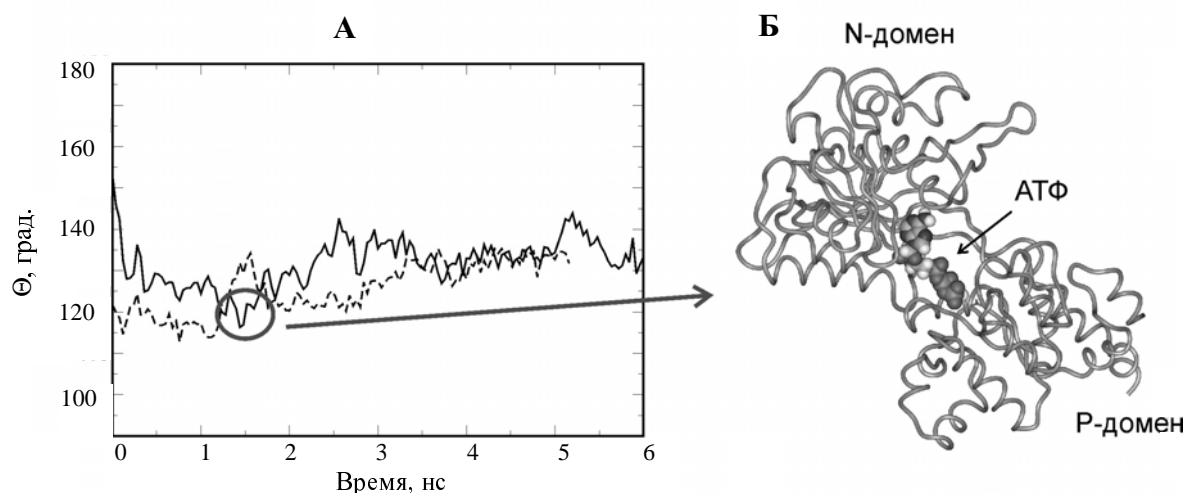 А
Б
180
160
140
120
100
Θ, град.
0 1 2 3 4 5 6
Время, нс
N-домен
АТФ
P-домен